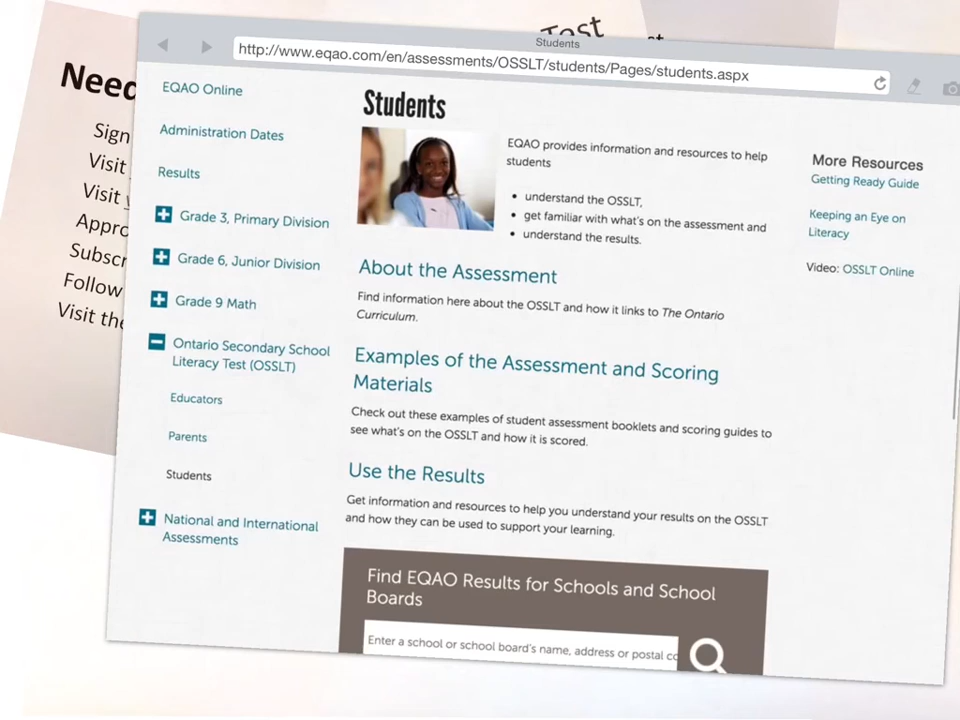 Test
Need
Sign
Visit
Visit
Appro
Subscr
Follow
Visit the
Students
http://www.eqao.com/en/assessments/OSSLT/students/Pages/students.aspx
EQAO Online
Administration Dates
Results
Grade 3, Primary Division
Grade 6, Junior Division
Grade 9 Math
Ontario Secondary School
Literacy Test (OSSLT)
Educators
Parents
Students
National and International
Assessments
Students
EQAO provides information and resources to help
students
• understand the OSSLT,
• get familiar with what's on the assessment and
• understand the results.
About the Assessment
Find information here about the OSSLT and how it links to The Ontario
Curriculum.
Examples of the Assessment and Scoring
Materials
Check out these examples of student assessment booklets and scoring guides to
see what's on the OSSLT and how it is scored.
Use the Results
Get information and resources to help you understand your results on the OSSLT
and how they can be used to support your learning.
Find EQAO Results for Schools and School
Boards
Enter a school or school board's name, address or postal co
More Resources
Getting Ready Guide
Keeping an Eye on
Literacy
Video: OSSLT Online